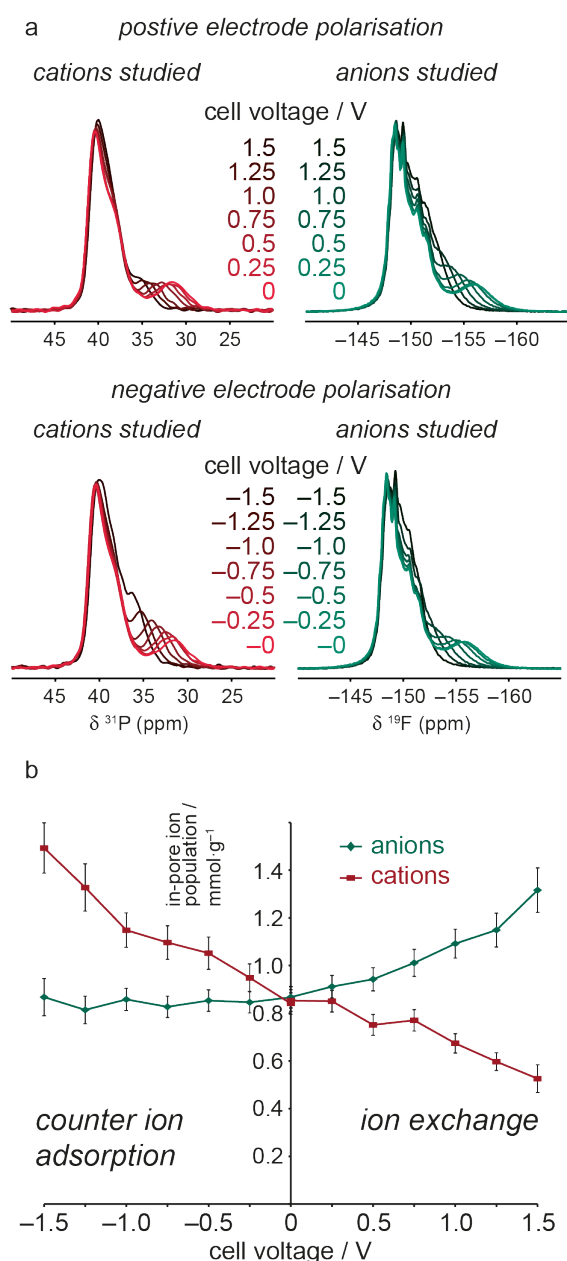 a
postive electrode polarisation
cations studied
anions studied
cell voltage / V
1.5 1.5
1.25 1.25
1.0 1.0
0.75 0.75
0.5 0.5
0.25 0.25
0 0
45 40 35 30 25
−145 −150 −155 −160
negative electrode polarisation
cations studied
anions studied
cell voltage / V
−1.5 −1.5
−1.25 −1.25
−1.0 −1.0
−0.75 −0.75
−0.5 −0.5
−0.25 −0.25
−0 −0
45 40 35 30 25
−145 −150 −155 −160
δ ³¹P (ppm)
δ ¹⁹F (ppm)
b
in-pore ion
population /
mmol·g⁻¹
anions
cations
1.4
1.2
1.0
0.8
0.6
0.4
0.2
counter ion
adsorption
ion exchange
−1.5 −1.0 −0.5 0 0.5 1.0 1.5
cell voltage / V